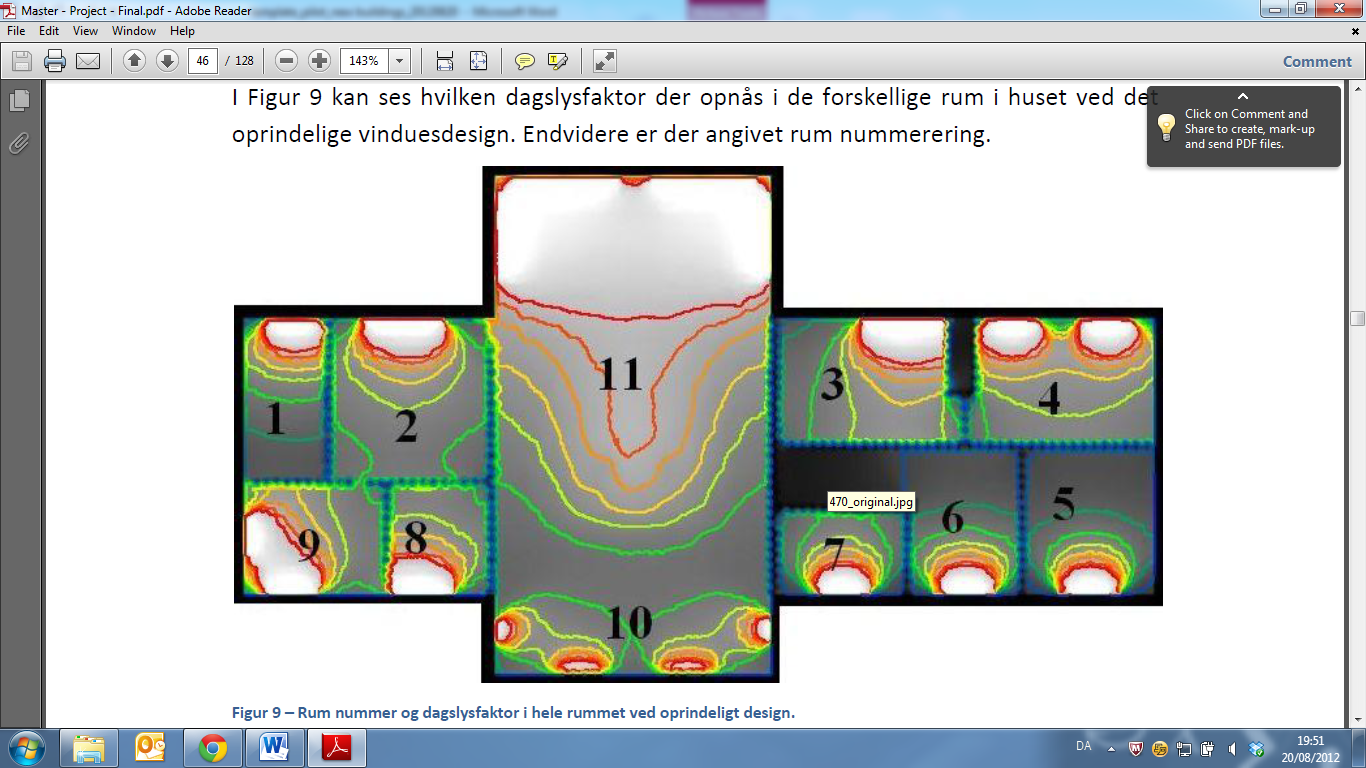 Master - Project - Final.pdf - Adobe Reader
File Edit View Window Help
46 / 128
143%
Comment
I Figur 9 kan ses hvilken dagslysfaktor der opnås i de forskellige rum i huset ved det
oprindelige vinduesdesign. Endvidere er der angivet rum nummerering.
Click on Comment and
Share to create, mark-up
and send PDF files.
11
3
4
1
2
470_original.jpg
6
5
9
8
7
10
Figur 9 – Rum nummer og dagslysfaktor i hele rummet ved oprindeligt design.
DA
19:51
20/08/2012